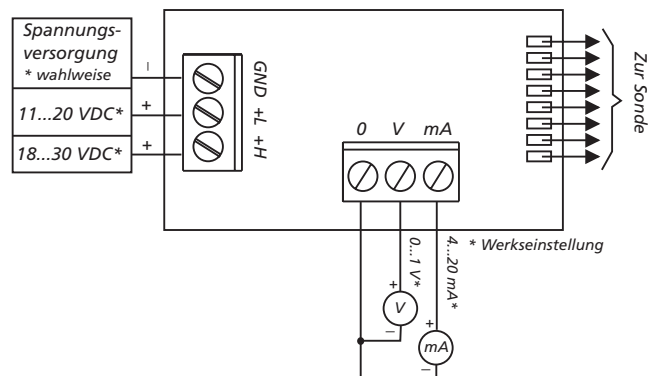 Spannungs-
versorgung
* wahlweise
–
11...20 VDC*
+
18...30 VDC*
+
GND
+L
+H
0 V mA
Zur Sonde
* Werkseinstellung
0...1 V*
4...20 mA*
+
V
–
+
mA
–